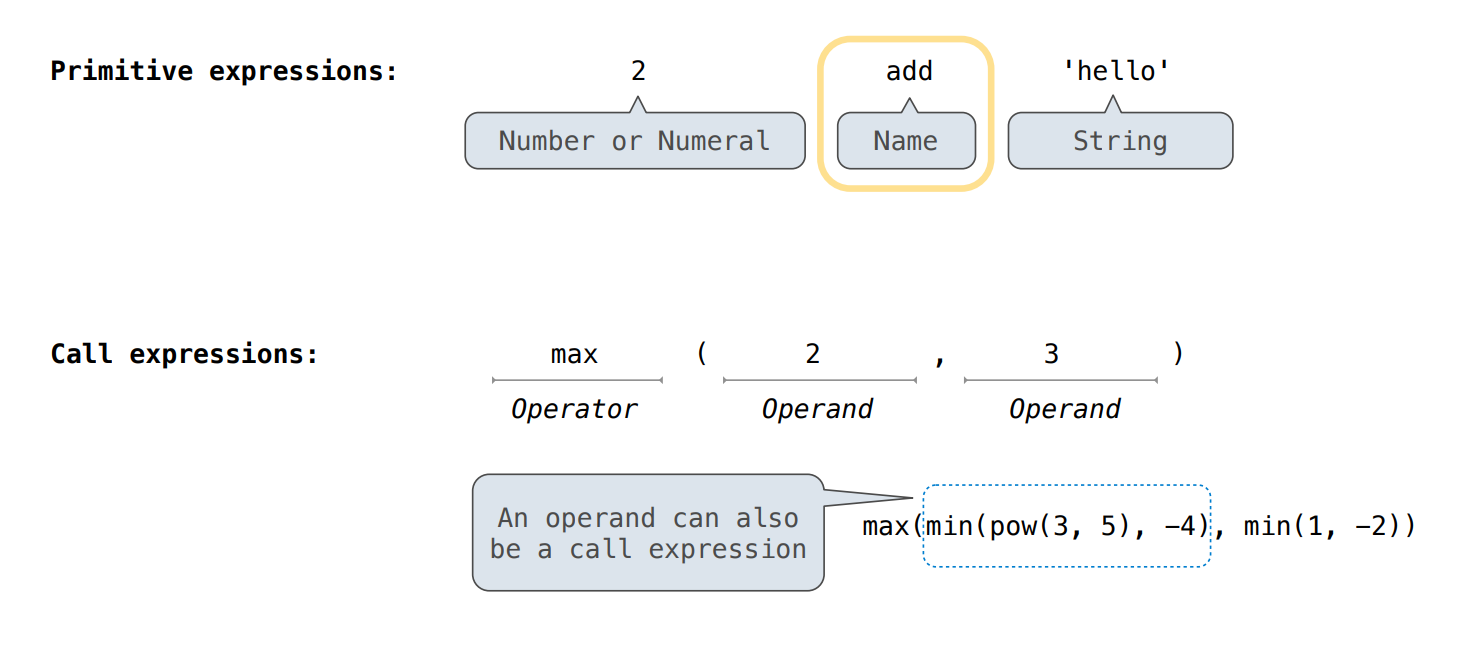 Primitive expressions: 2 add 'hello'
Number or Numeral Name String
Call expressions: max ( 2 , 3 )
Operator Operand Operand
An operand can also
be a call expression
max(min(pow(3, 5), −4), min(1, −2))